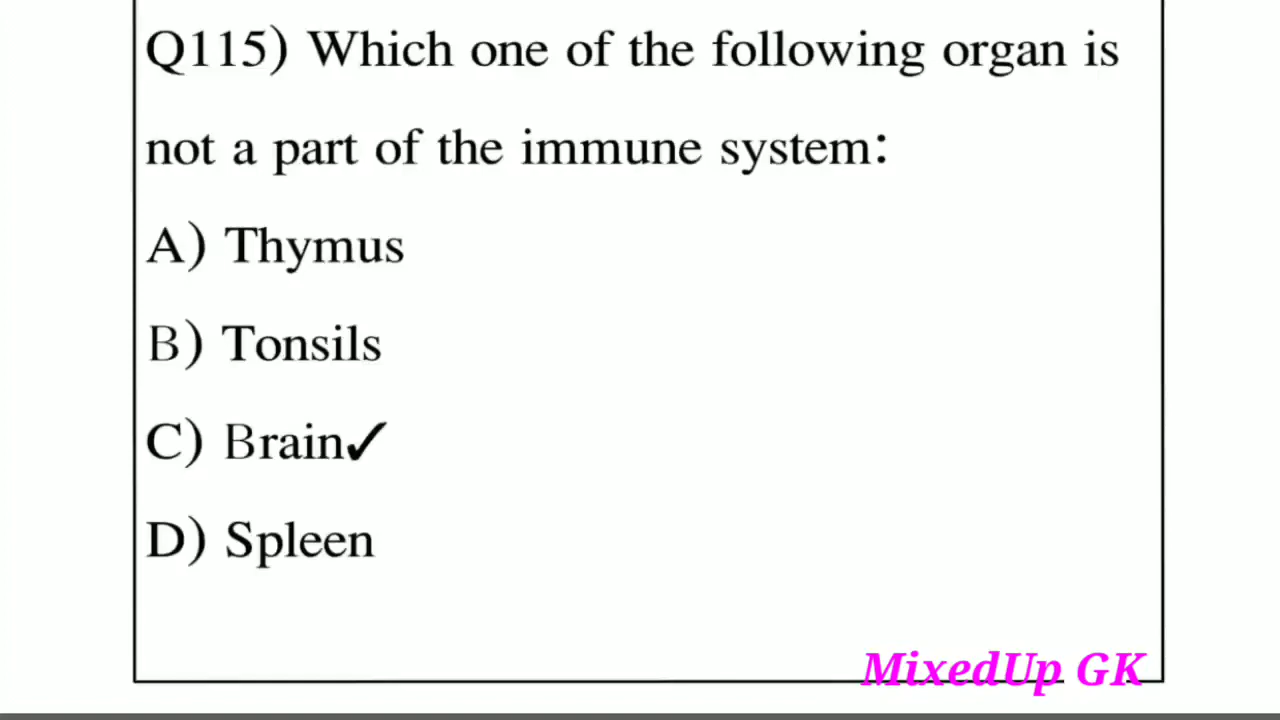 Q115) Which one of the following organ is
not a part of the immune system:
A) Thymus
B) Tonsils
C) Brain✓
D) Spleen
MixedUp GK